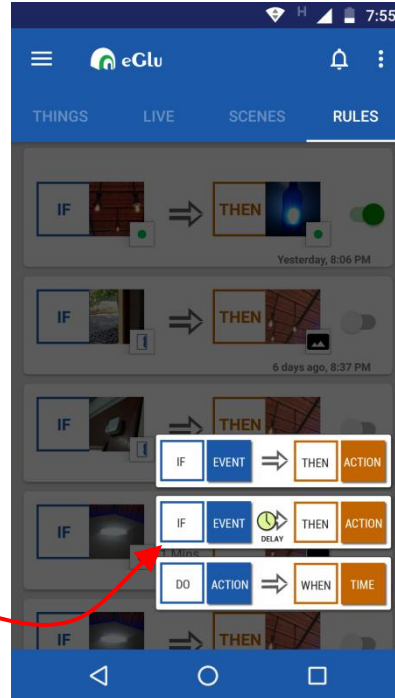 H 7:55
eGlu
THINGS LIVE SCENES RULES
IF THEN
Yesterday, 8:06 PM
IF THEN
6 days ago, 8:37 PM
IF THEN
IF EVENT THEN ACTION
IF EVENT DELAY THEN ACTION
IF
Mins
DO ACTION WHEN TIME
IF THEN